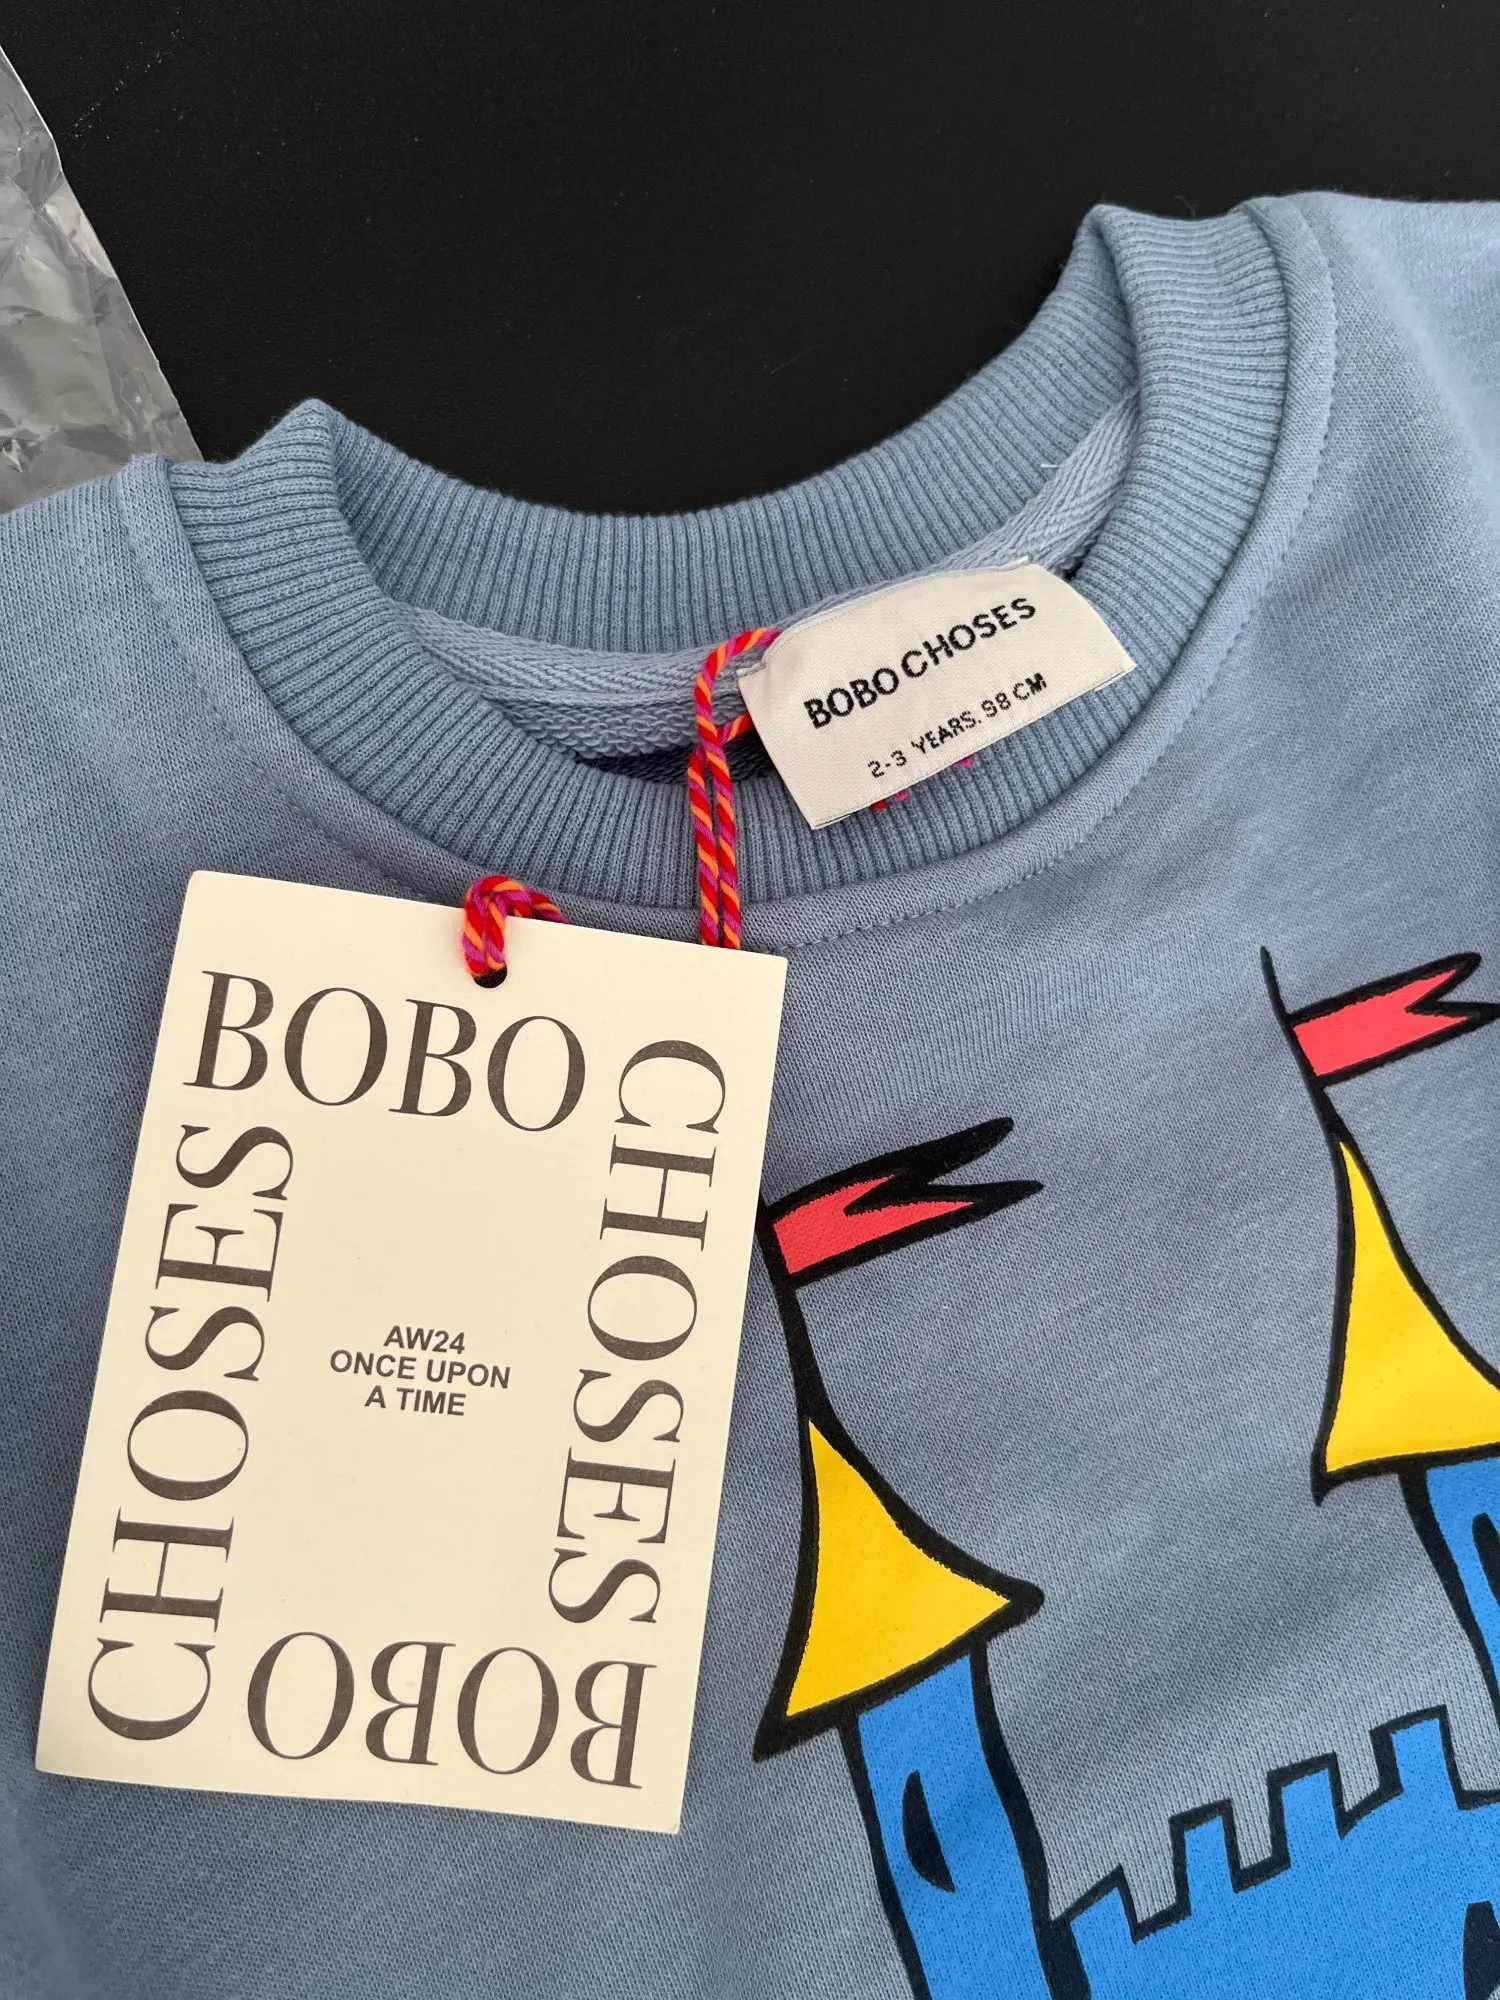 BOBO CHOSES
2-3 YEARS. 98 CM
BOBO
CHOSES
BOBO
CHOSES
AW24
ONCE UPON
A TIME